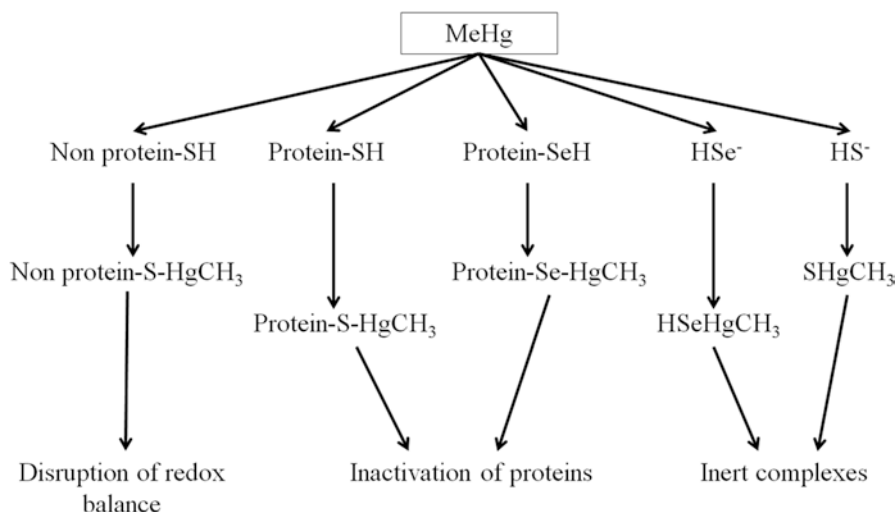 MeHg
Non protein-SH
Protein-SH
Protein-SeH
HSe⁻
HS⁻
Non protein-S-HgCH₃
Protein-Se-HgCH₃
SHgCH₃
Protein-S-HgCH₃
HSeHgCH₃
Disruption of redox
balance
Inactivation of proteins
Inert complexes